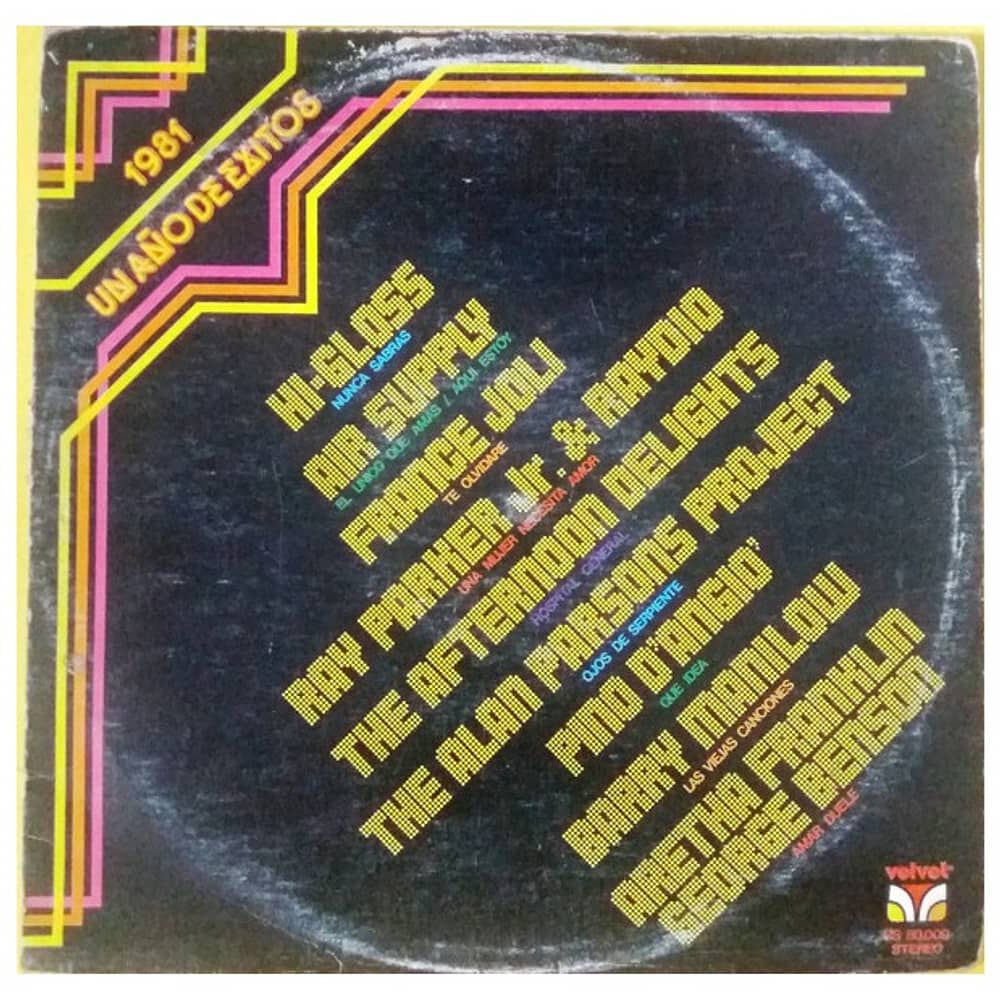 1981
UN AÑO DE EXITOS
HI-GLOSS
NUNCA SABRAS
AIR SUPPLY
EL UNICO QUE AMAS / AQUI ESTOY
FRANCE JOLI
TE OLVIDARE
RAY PARKER Jr. & RAYDIO
UNA MUJER NECESITA AMOR
THE AFTERNOON DELIGHTS
HOSPITAL GENERAL
THE ALAN PARSONS PROJECT
OJOS DE SERPIENTE
PINO D'ANGIO'
QUE IDEA
BARRY MANILOW
LAS VIEJAS CANCIONES
ARETHA FRANKLIN
GEORGE BENSON
AMAR DUELE
velvet
80.009
STEREO